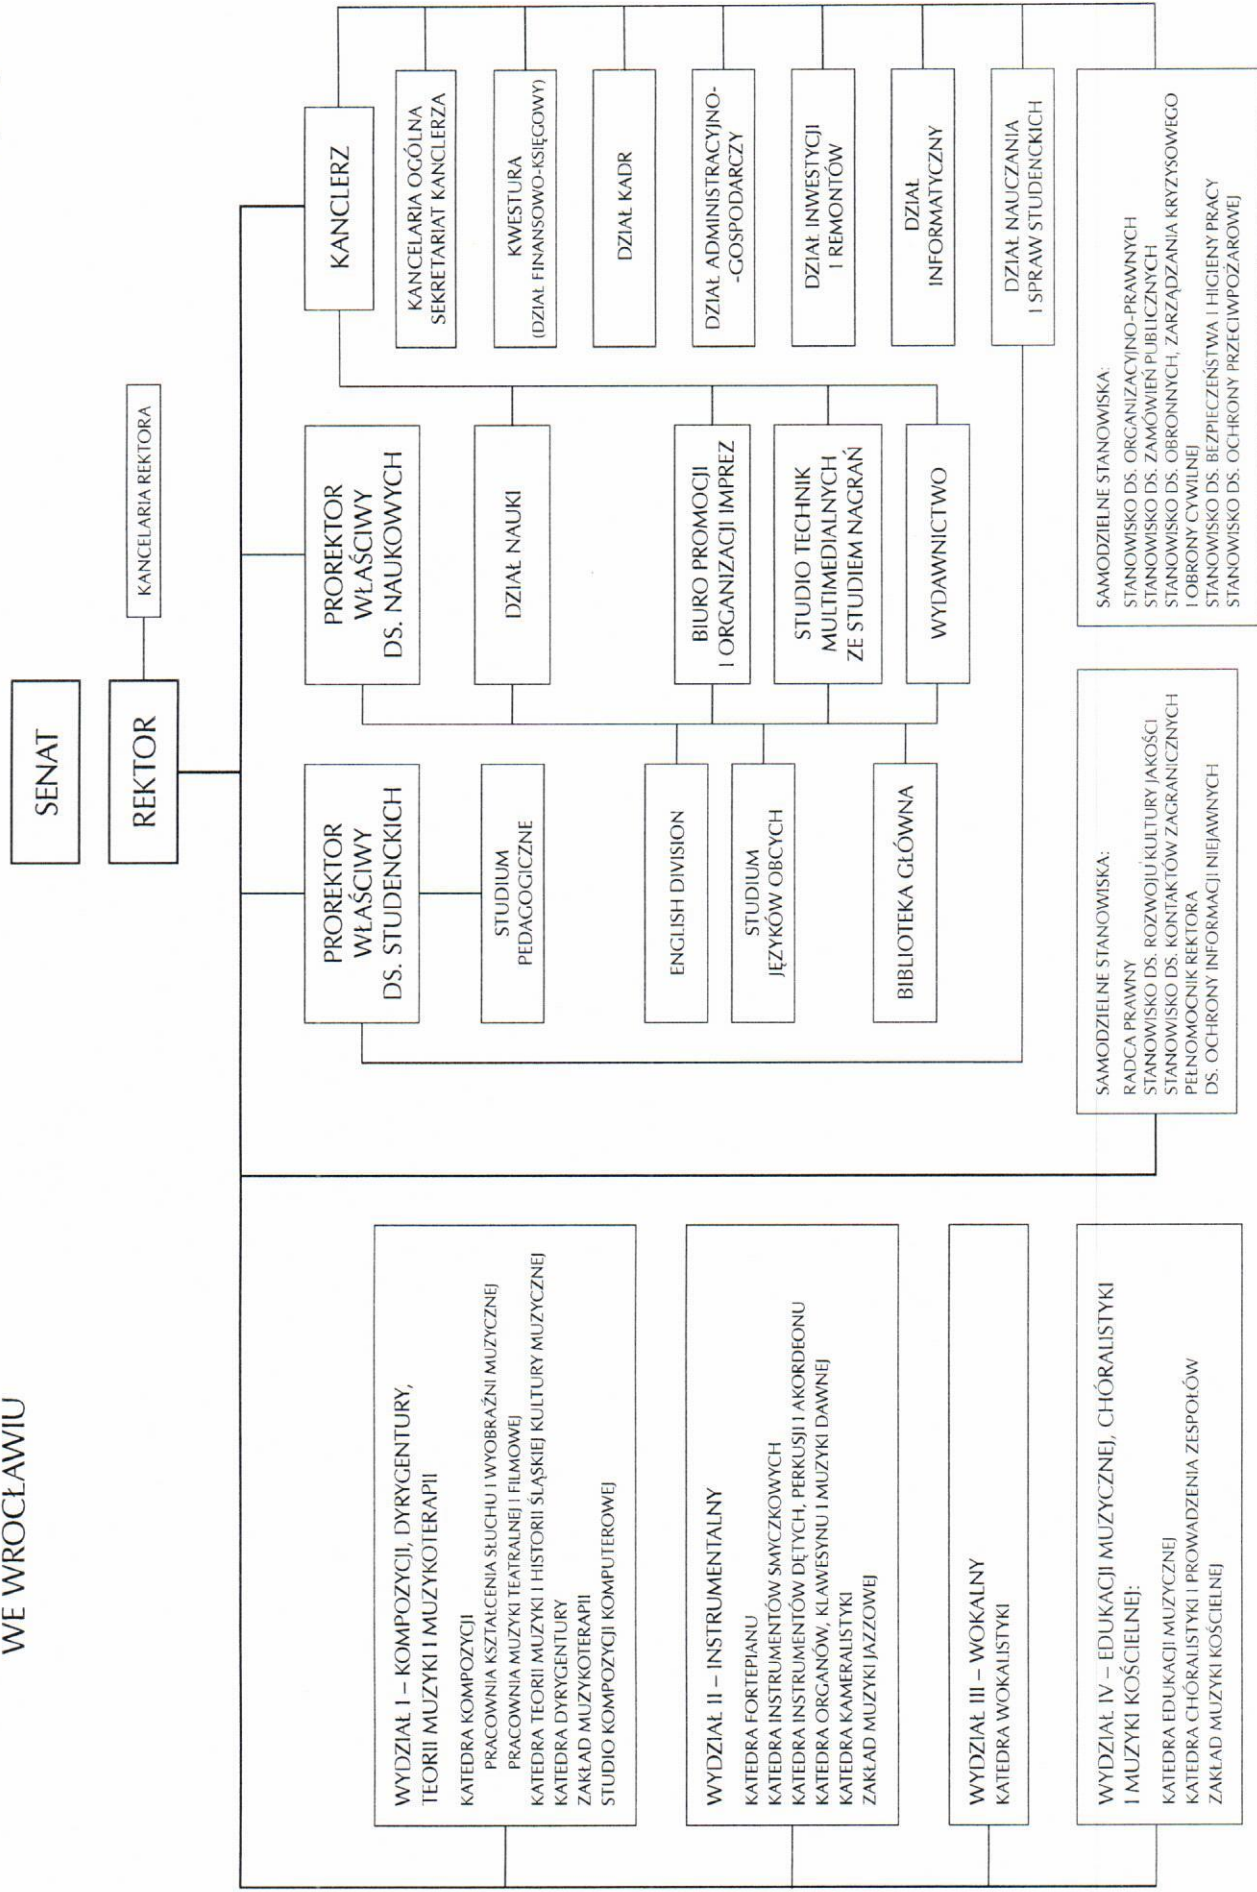 WE WROCŁAWIU
SENAT
REKTOR
KANCELARIA REKTORA
WYDZIAŁ I – KOMPOZYCJI, DYRYGENTURY,
TEORII MUZYKI I MUZYKOTERAPII
KATEDRA KOMPOZYCJI
PRACOWNIA KSZTAŁCENIA SŁUCHU I WYOBRAŹNI MUZYCZNEJ
PRACOWNIA MUZYKI TEATRALNEJ I FILMOWEJ
KATEDRA TEORII MUZYKI I HISTORII ŚLĄSKIEJ KULTURY MUZYCZNEJ
KATEDRA DYRYGENTURY
ZAKŁAD MUZYKOTERAPII
STUDIO KOMPOZYCJI KOMPUTEROWEJ
WYDZIAŁ II – INSTRUMENTALNY
KATEDRA FORTEPIANU
KATEDRA INSTRUMENTÓW SMYCZKOWYCH
KATEDRA INSTRUMENTÓW DĘTYCH, PERKUSJI I AKORDEONU
KATEDRA ORGANÓW, KLAWESYNU I MUZYKI DAWNEJ
KATEDRA KAMERALISTYKI
ZAKŁAD MUZYKI JAZZOWEJ
WYDZIAŁ III – WOKALNY
KATEDRA WOKALISTYKI
WYDZIAŁ IV – EDUKACJI MUZYCZNEJ, CHÓRALISTYKI
I MUZYKI KOŚCIELNEJ:
KATEDRA EDUKACJI MUZYCZNEJ
KATEDRA CHÓRALISTYKI I PROWADZENIA ZESPOŁÓW
ZAKŁAD MUZYKI KOŚCIELNEJ
PROREKTOR
WŁAŚCIWY
DS. STUDENCKICH
STUDIUM
PEDAGOGICZNE
ENGLISH DIVISION
STUDIUM
JĘZYKÓW OBCYCH
BIBLIOTEKA GŁÓWNA
SAMODZIELNE STANOWISKA:
RADCA PRAWNY
STANOWISKO DS. ROZWOJU KULTURY JAKOŚCI
STANOWISKO DS. KONTAKTÓW ZAGRANICZNYCH
PEŁNOMOCNIK REKTORA
DS. OCHRONY INFORMACJI NIEJAWNYCH
PROREKTOR
WŁAŚCIWY
DS. NAUKOWYCH
DZIAŁ NAUKI
BIURO PROMOCJI
I ORGANIZACJI IMPREZ
STUDIO TECHNIK
MULTIMEDIALNYCH
ZE STUDIEM NAGRAŃ
WYDAWNICTWO
KANCLERZ
KANCELARIA OGÓLNA
SEKRETARIAT KANCLERZA
KWESTURA
(DZIAŁ FINANSOWO-KSIĘGOWY)
DZIAŁ KADR
DZIAŁ ADMINISTRACYJNO-
-GOSPODARCZY
DZIAŁ INWESTYCJI
I REMONTÓW
DZIAŁ
INFORMATYCZNY
DZIAŁ NAUCZANIA
I SPRAW STUDENCKICH
SAMODZIELNE STANOWISKA:
STANOWISKO DS. ORGANIZACYJNO-PRAWNYCH
STANOWISKO DS. ZAMÓWIEŃ PUBLICZNYCH
STANOWISKO DS. OBRONNYCH, ZARZĄDZANIA KRYZYSOWEGO
I OBRONY CYWILNEJ
STANOWISKO DS. BEZPIECZEŃSTWA I HIGIENY PRACY
STANOWISKO DS. OCHRONY PRZECIWPOŻAROWEJ